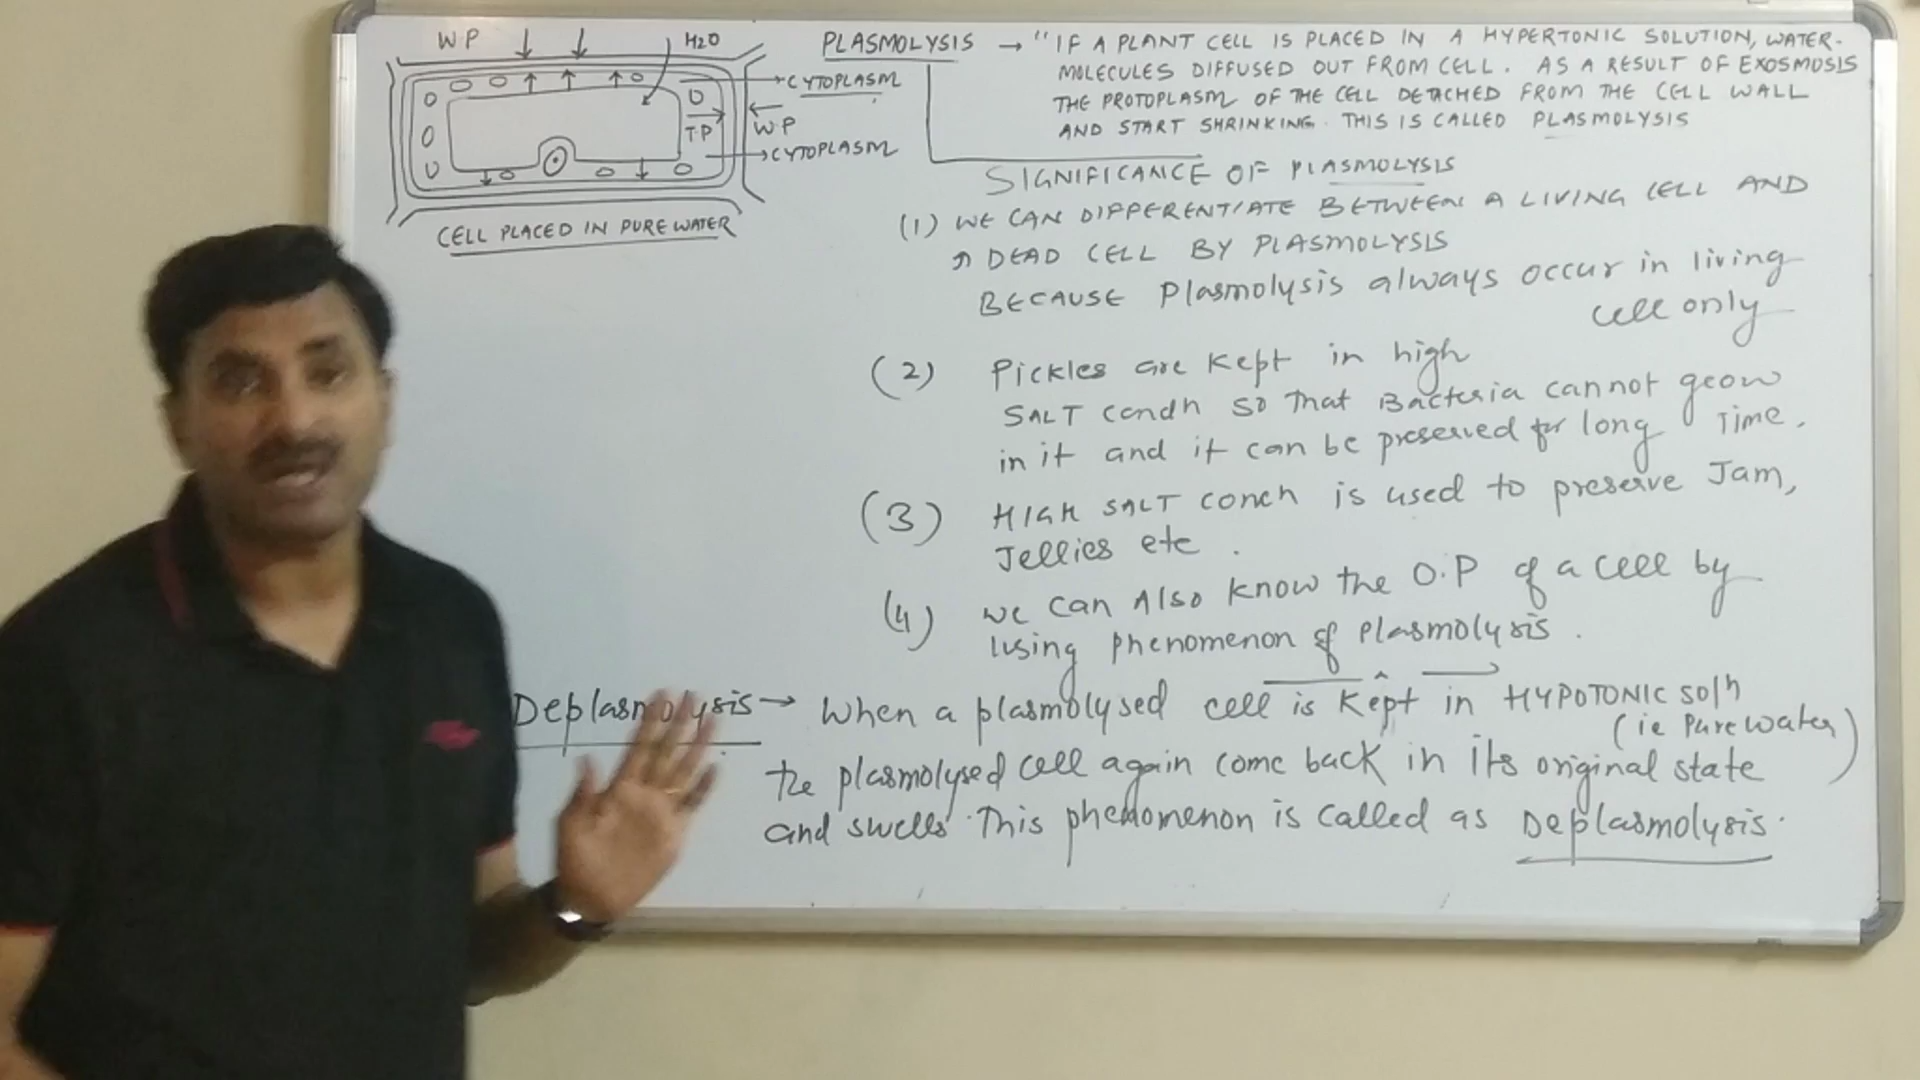 WP
H2O
CYTOPLASM
T.P
W.P
CYTOPLASM
CELL PLACED IN PURE WATER
PLASMOLYSIS → "IF A PLANT CELL IS PLACED IN A HYPERTONIC SOLUTION, WATER-
MOLECULES DIFFUSED OUT FROM CELL. AS A RESULT OF EXOSMOSIS
THE PROTOPLASM OF THE CELL DETACHED FROM THE CELL WALL
AND START SHRINKING. THIS IS CALLED PLASMOLYSIS
SIGNIFICANCE OF PLASMOLYSIS
(1) WE CAN DIFFERENTIATE BETWEEN A LIVING CELL AND
DEAD CELL BY PLASMOLYSIS
BECAUSE Plasmolysis always occur in living
cell only
(2) Pickles are Kept in high
SALT condn so that Bacteria cannot grow
in it and it can be preserved for long Time.
(3) HIGH SALT concn is used to preserve Jam,
Jellies etc.
(4) we can Also know the O.P of a cell by
using phenomenon of Plasmolysis.
Deplasmolysis → When a plasmolysed cell is Kept in HYPOTONIC Soln
(ie Pure water)
the plasmolysed cell again come back in its original state
and swells. This phenomenon is called as Deplasmolysis.